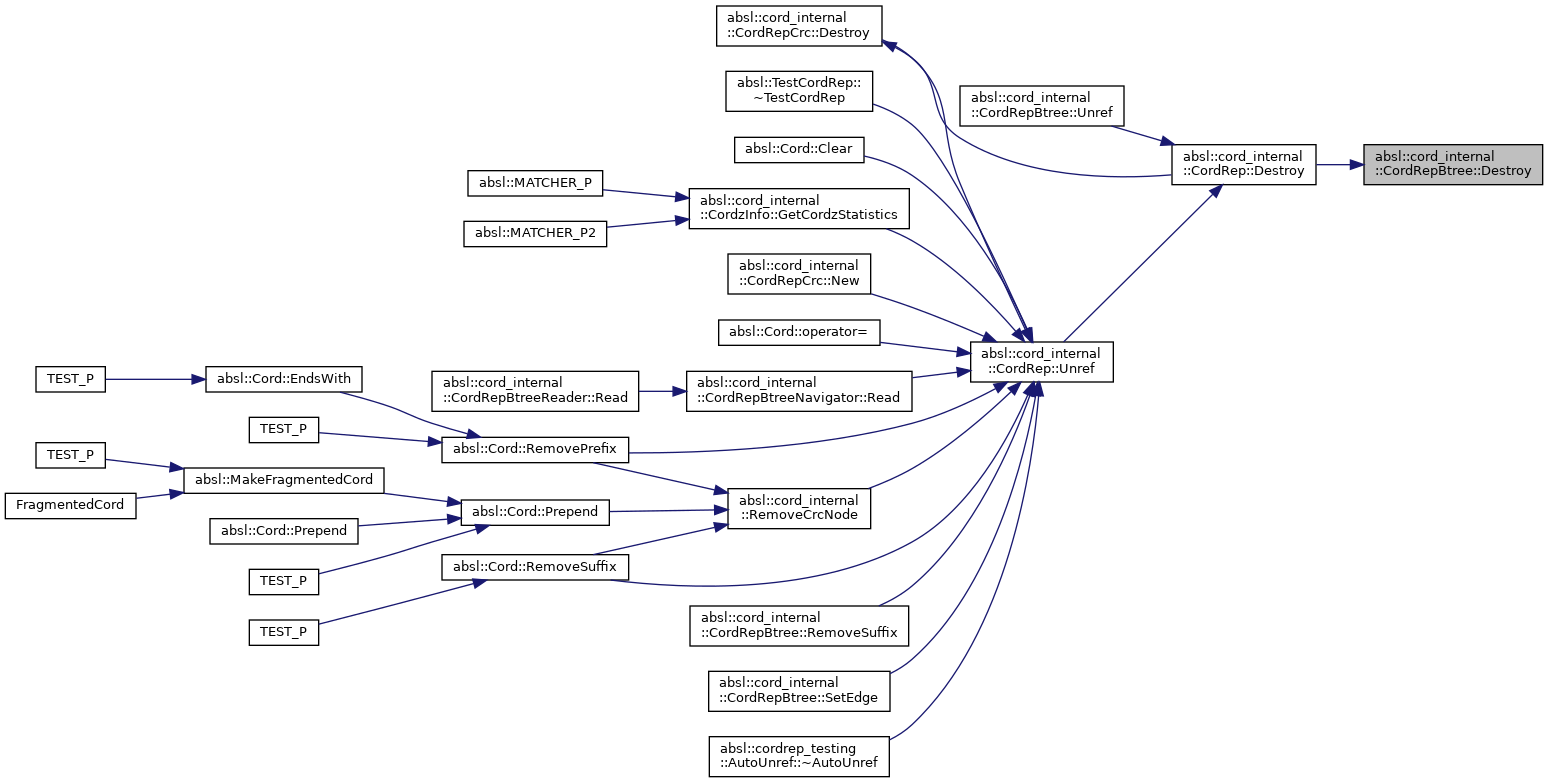 absl::cord_internal
::CordRepCrc::Destroy
absl::TestCordRep::
~TestCordRep
absl::cord_internal
::CordRepBtree::Unref
absl::Cord::Clear
absl::cord_internal
::CordRep::Destroy
absl::cord_internal
::CordRepBtree::Destroy
absl::MATCHER_P
absl::cord_internal
::CordzInfo::GetCordzStatistics
absl::MATCHER_P2
absl::cord_internal
::CordRepCrc::New
absl::Cord::operator=
absl::cord_internal
::CordRep::Unref
TEST_P
absl::Cord::EndsWith
absl::cord_internal
::CordRepBtreeReader::Read
absl::cord_internal
::CordRepBtreeNavigator::Read
TEST_P
absl::Cord::RemovePrefix
TEST_P
absl::MakeFragmentedCord
FragmentedCord
absl::Cord::Prepend
absl::cord_internal
::RemoveCrcNode
absl::Cord::Prepend
TEST_P
absl::Cord::RemoveSuffix
TEST_P
absl::cord_internal
::CordRepBtree::RemoveSuffix
absl::cord_internal
::CordRepBtree::SetEdge
absl::cordrep_testing
::AutoUnref::~AutoUnref